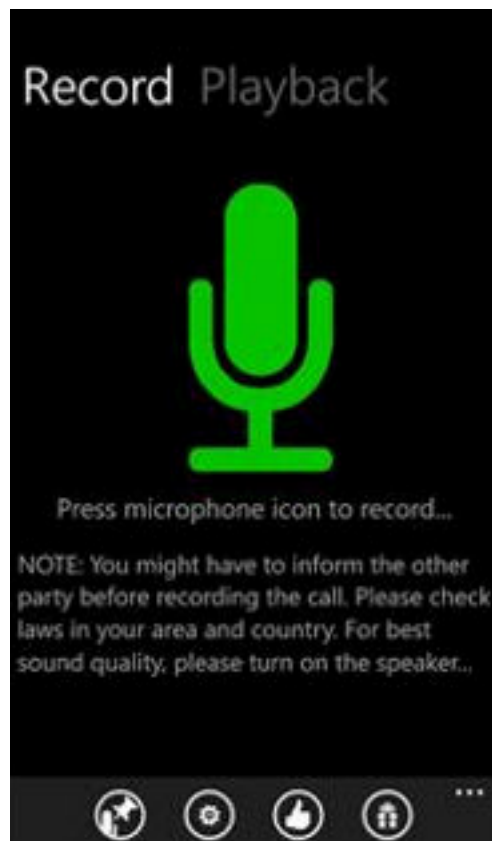 Record Playback
Press microphone icon to record...
NOTE: You might have to inform the other
party before recording the call. Please check
laws in your area and country. For best
sound quality, please turn on the speaker...